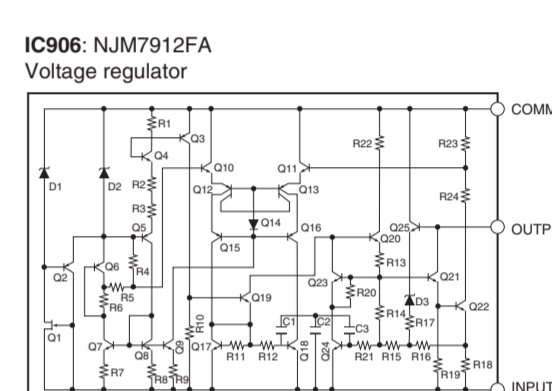 IC906: NJM7912FA
Voltage regulator
COMM
R1
Q3
R22
R23
Q4
Q10
Q11
D1
D2
R2
Q12
Q13
R24
R3
Q14
Q5
Q16
Q25
OUTP
Q15
Q20
Q2
Q6
R4
R13
Q23
Q21
R5
R20
Q19
D3
R6
Q22
R14
R10
C1
C2
R17
C3
Q1
Q7
Q8
Q9
Q17
R11
R12
Q18
Q24
R21
R15
R16
R7
R8
R9
R19
R18
INPUT